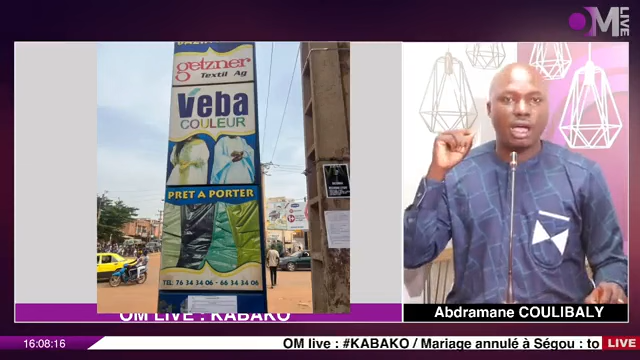 OM LIVE
getzner
Textil Ag
Veba
COULEUR
PRET A PORTER
TEL: 76 34 34 06 - 66 34 34 06
OM LIVE : KABAKO
Abdramane COULIBALY
16:08:16
OM live : #KABAKO / Mariage annulé à Ségou : to
LIVE